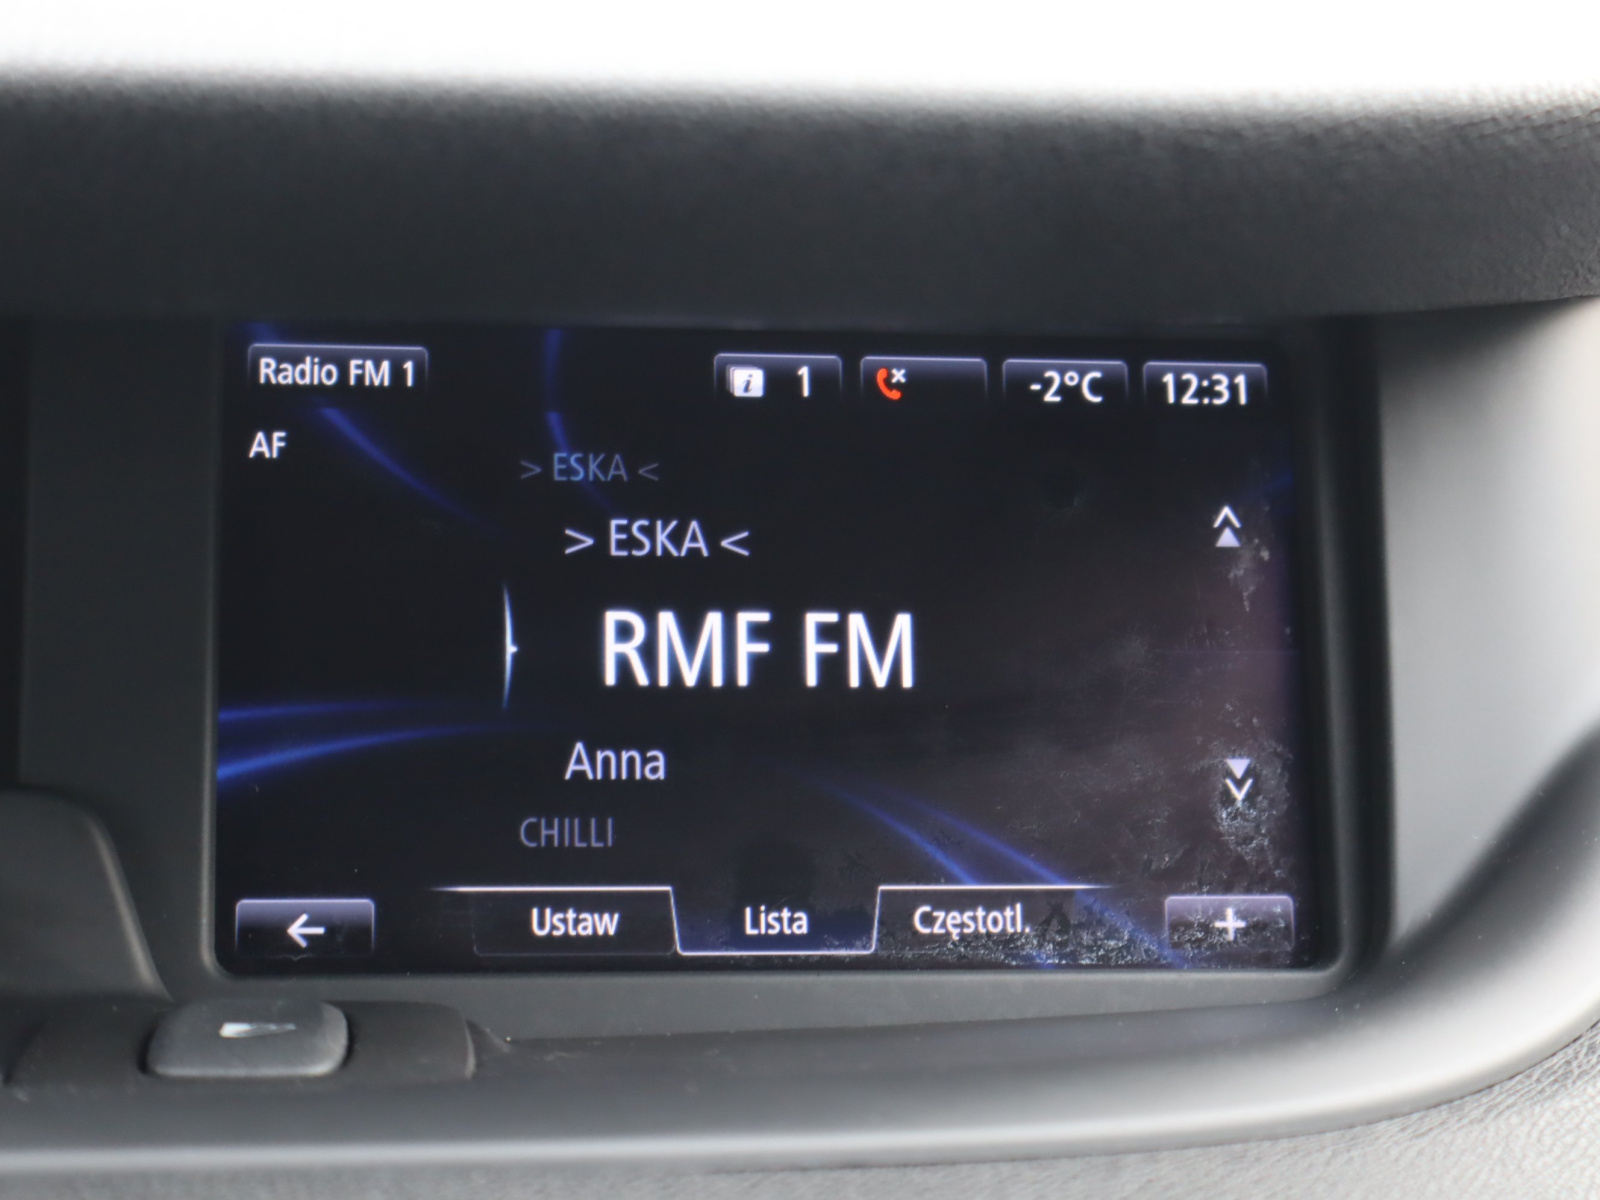 Radio FM 1
i 1
-2°C
12:31
AF
> ESKA <
> ESKA <
RMF FM
Anna
CHILLI
Ustaw
Lista
Częstotl.
+